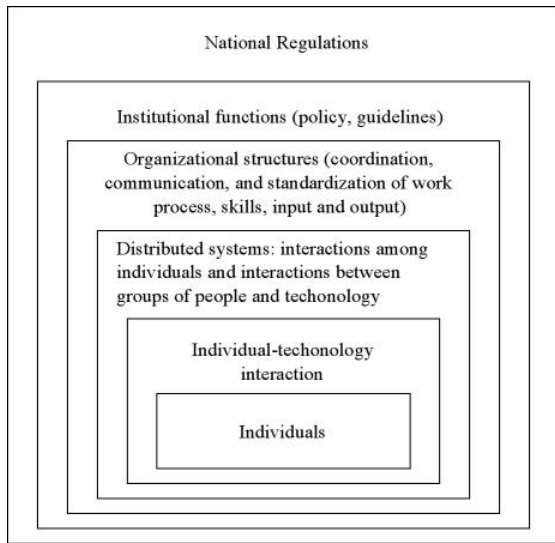 National Regulations
Institutional functions (policy, guidelines)
Organizational structures (coordination,
communication, and standardization of work
process, skills, input and output)
Distributed systems: interactions among
individuals and interactions between
groups of people and techonology
Individual-techonology
interaction
Individuals